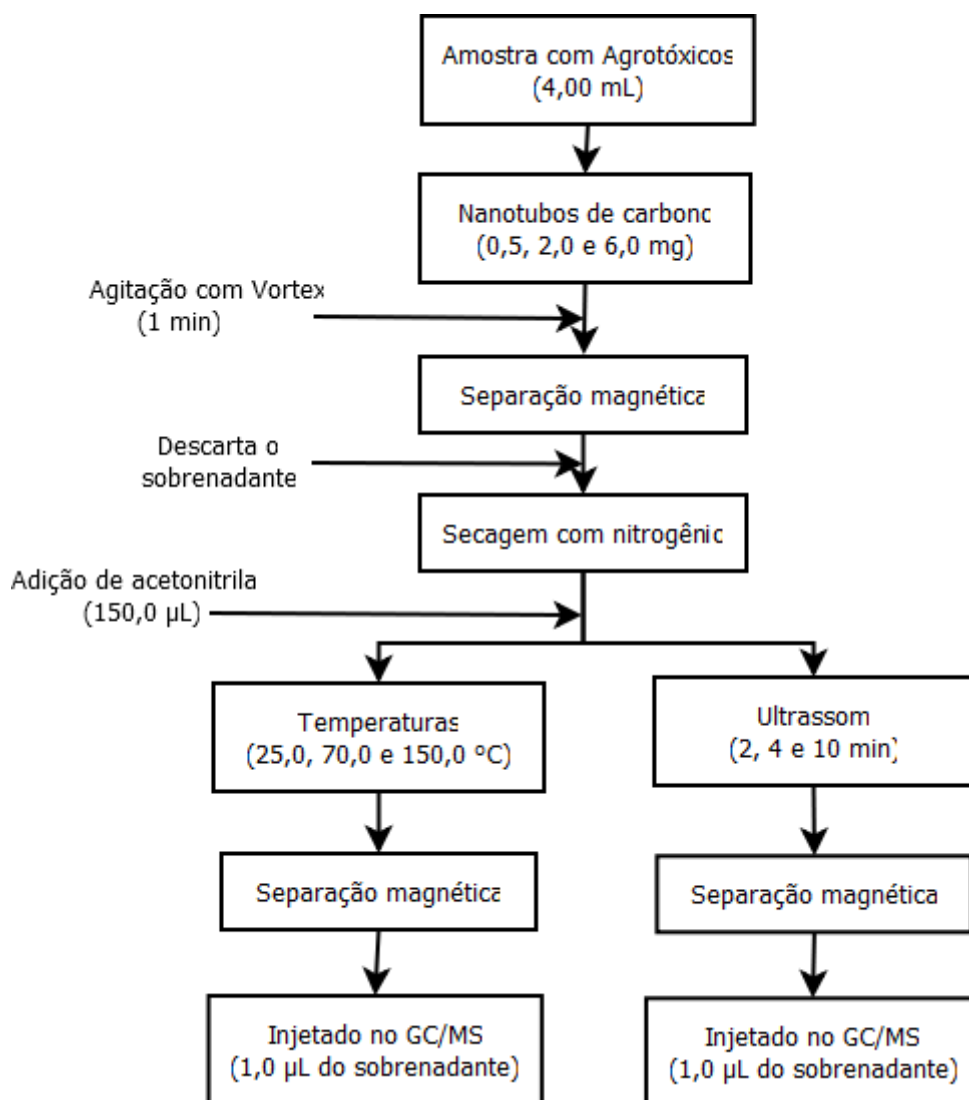 Amostra com Agrotóxicos
(4,00 mL)
Nanotubos de carbono
(0,5, 2,0 e 6,0 mg)
Agitação com Vortex
(1 min)
Separação magnética
Descarta o
sobrenadante
Secagem com nitrogênio
Adição de acetonitrila
(150,0 µL)
Temperaturas
(25,0, 70,0 e 150,0 ºC)
Ultrassom
(2, 4 e 10 min)
Separação magnética
Separação magnética
Injetado no GC/MS
(1,0 µL do sobrenadante)
Injetado no GC/MS
(1,0 µL do sobrenadante)